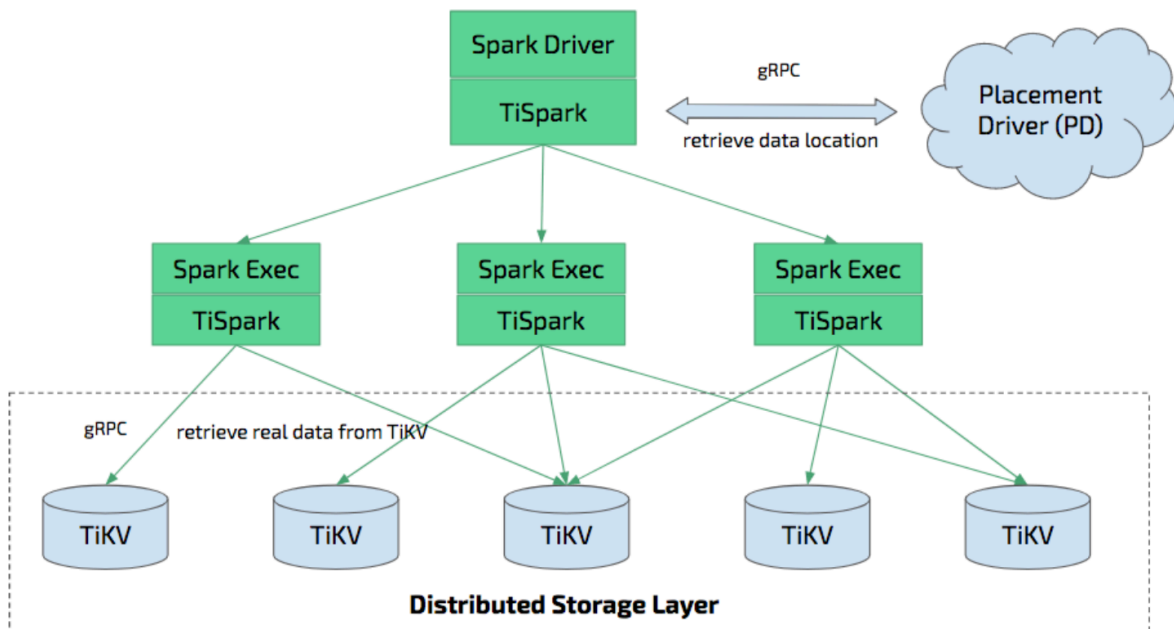 Spark Driver
gRPC
Placement
Driver (PD)
TiSpark
retrieve data location
Spark Exec
Spark Exec
Spark Exec
TiSpark
TiSpark
TiSpark
gRPC
retrieve real data from TiKV
TiKV
TiKV
TiKV
TiKV
TiKV
Distributed Storage Layer